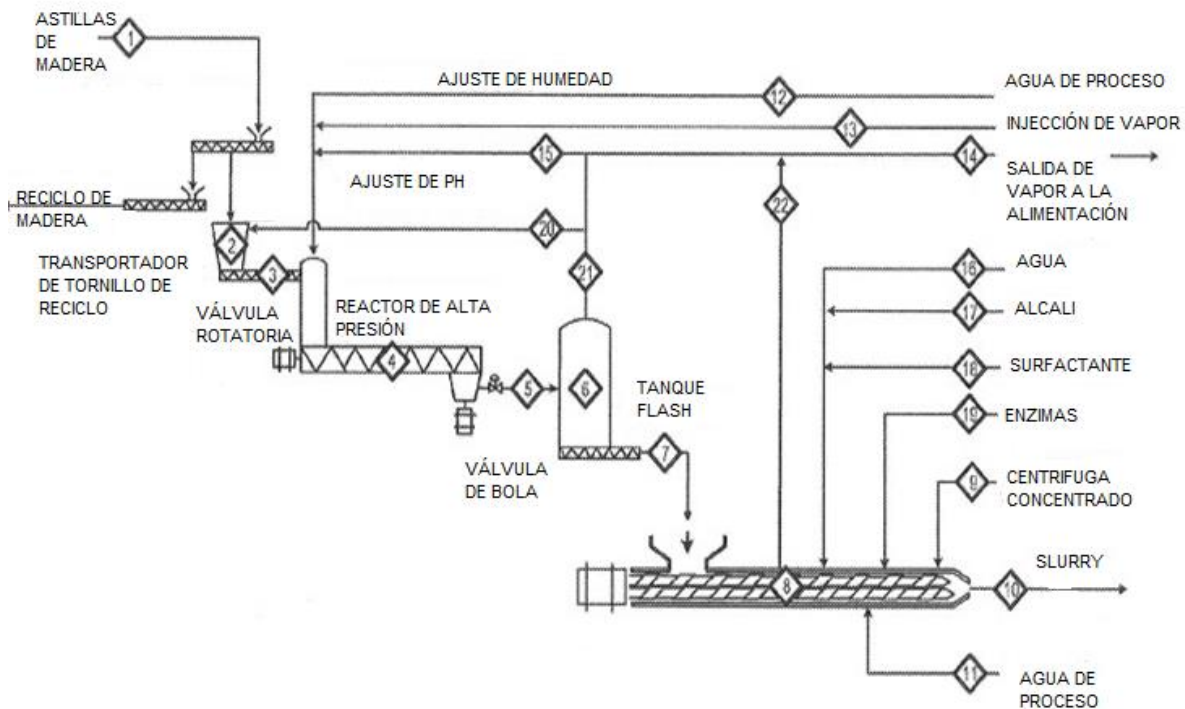 ASTILLAS
DE
MADERA
1
AJUSTE DE HUMEDAD
12
AGUA DE PROCESO
13
INJECCIÓN DE VAPOR
15
14
AJUSTE DE PH
SALIDA DE
VAPOR A LA
ALIMENTACIÓN
RECICLO DE
MADERA
22
2
20
TRANSPORTADOR
DE TORNILLO DE
RECICLO
3
21
16
AGUA
VÁLVULA
ROTATORIA
REACTOR DE ALTA
PRESIÓN
17
ALCALI
4
18
SURFACTANTE
5
6
TANQUE
FLASH
19
ENZIMAS
7
VÁLVULA
DE BOLA
9
CENTRIFUGA
CONCENTRADO
SLURRY
8
10
11
AGUA DE
PROCESO